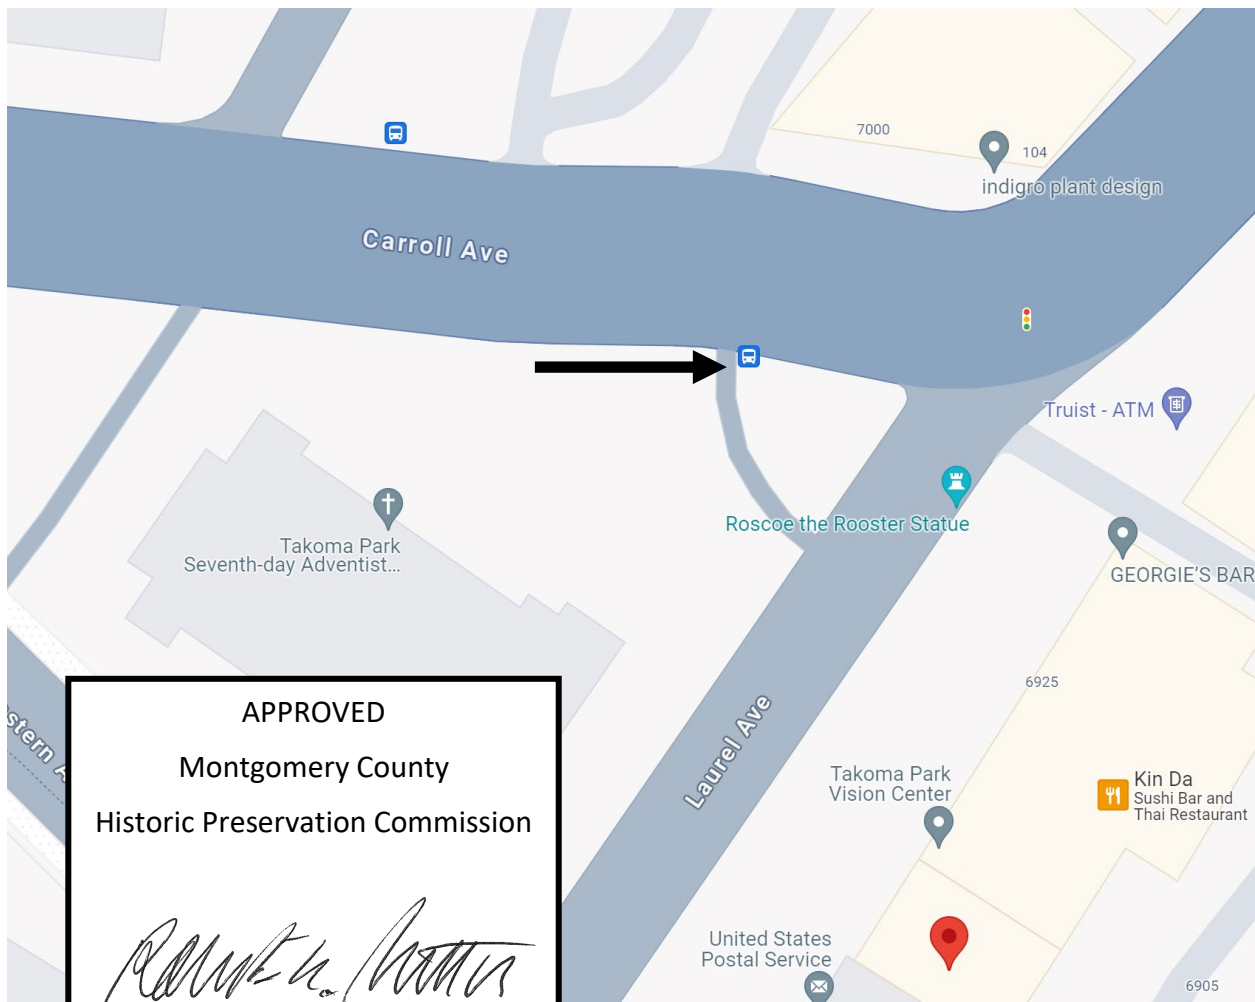 7000
104
indigro plant design
Carroll Ave
Truist - ATM
Roscoe the Rooster Statue
Takoma Park
Seventh-day Adventist...
GEORGIE'S BAR
6925
stern A
Laurel Ave
APPROVED
Montgomery County
Historic Preservation Commission
Takoma Park
Vision Center
Kin Da
Sushi Bar and
Thai Restaurant
United States
Postal Service
6905